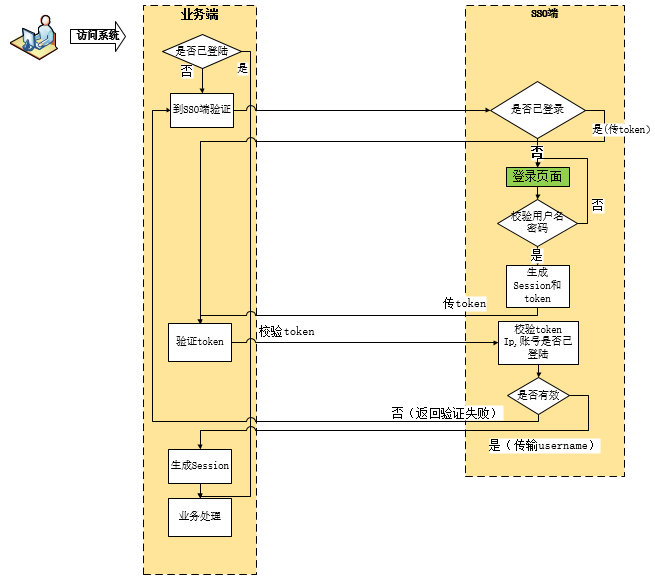 访问系统
业务端
SSO端
是否已登陆
否
是
到SSO端验证
是否已登录
是(传token)
否
登录页面
否
校验用户名
密码
是
生成
Session和
token
传token
验证token
校验token
校验token
Ip,账号是否已
登陆
是否有效
否（返回验证失败）
是（传输username）
生成Session
业务处理